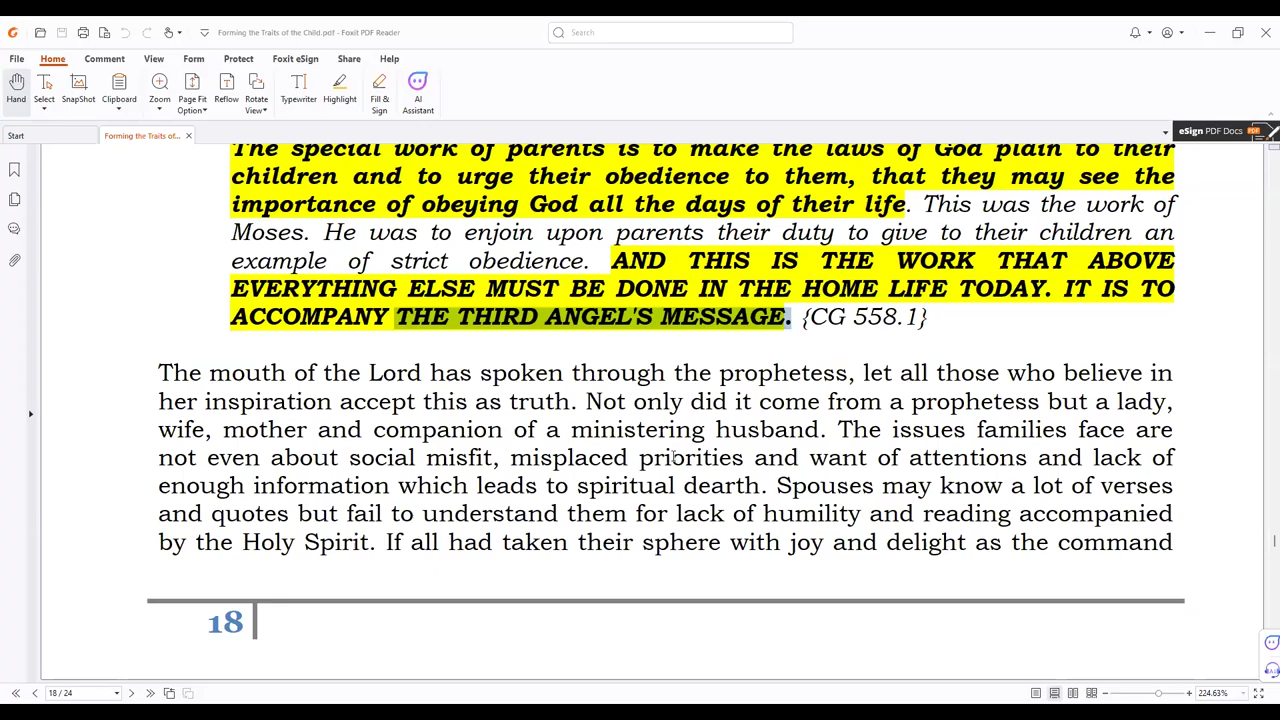 Forming the Traits of the Child.pdf - Foxit PDF Reader
Search
File Home Comment View Form Protect Foxit eSign Share Help
Hand Select SnapShot Clipboard Zoom Page Fit Option Reflow Rotate View Typewriter Highlight Fill & Sign AI Assistant
Start Forming the Traits of... eSign PDF Docs
The special work of parents is to make the laws of God plain to their
children and to urge their obedience to them, that they may see the
importance of obeying God all the days of their life. This was the work of
Moses. He was to enjoin upon parents their duty to give to their children an
example of strict obedience. AND THIS IS THE WORK THAT ABOVE
EVERYTHING ELSE MUST BE DONE IN THE HOME LIFE TODAY. IT IS TO
ACCOMPANY THE THIRD ANGEL'S MESSAGE. {CG 558.1}
The mouth of the Lord has spoken through the prophetess, let all those who believe in
her inspiration accept this as truth. Not only did it come from a prophetess but a lady,
wife, mother and companion of a ministering husband. The issues families face are
not even about social misfit, misplaced priorities and want of attentions and lack of
enough information which leads to spiritual dearth. Spouses may know a lot of verses
and quotes but fail to understand them for lack of humility and reading accompanied
by the Holy Spirit. If all had taken their sphere with joy and delight as the command
18
18 / 24 224.63%